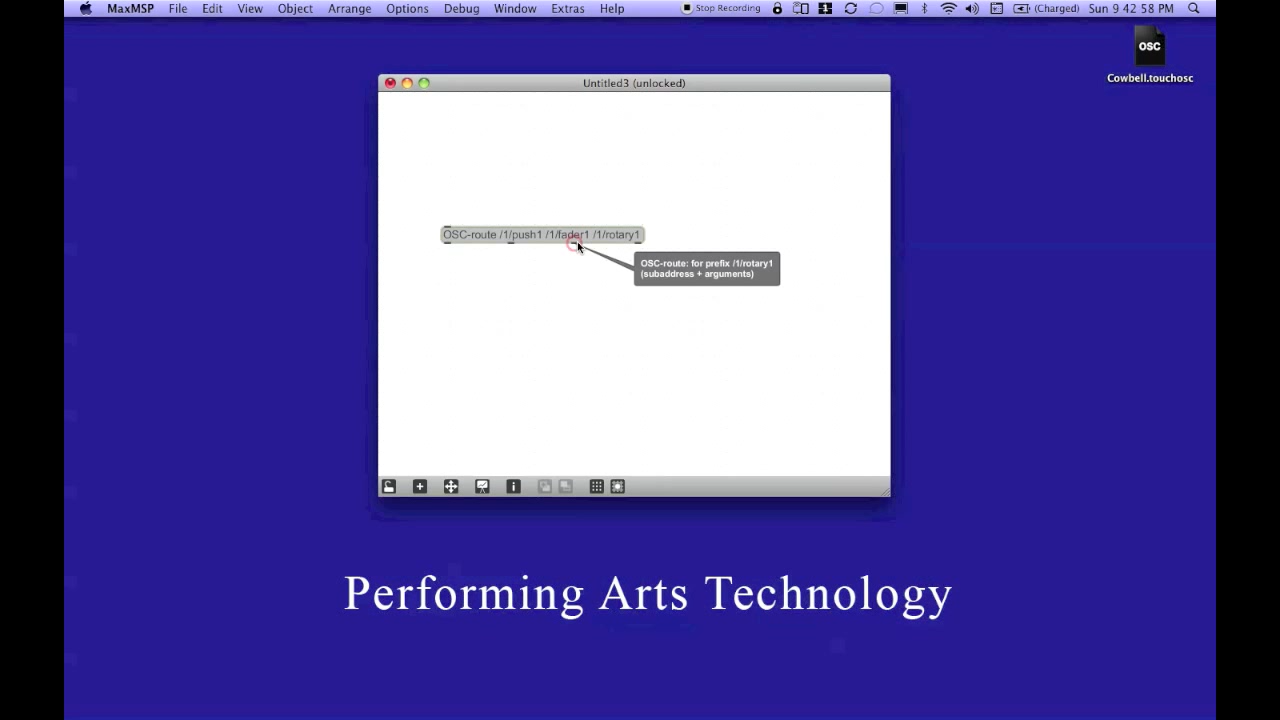 MaxMSP File Edit View Object Arrange Options Debug Window Extras Help Stop Recording (Charged) Sun 9 42 58 PM
OSC
Cowbell.touchosc
Untitled3 (unlocked)
OSC-route /1/push1 /1/fader1 /1/rotary1
OSC-route: for prefix /1/rotary1
(subaddress + arguments)
Performing Arts Technology